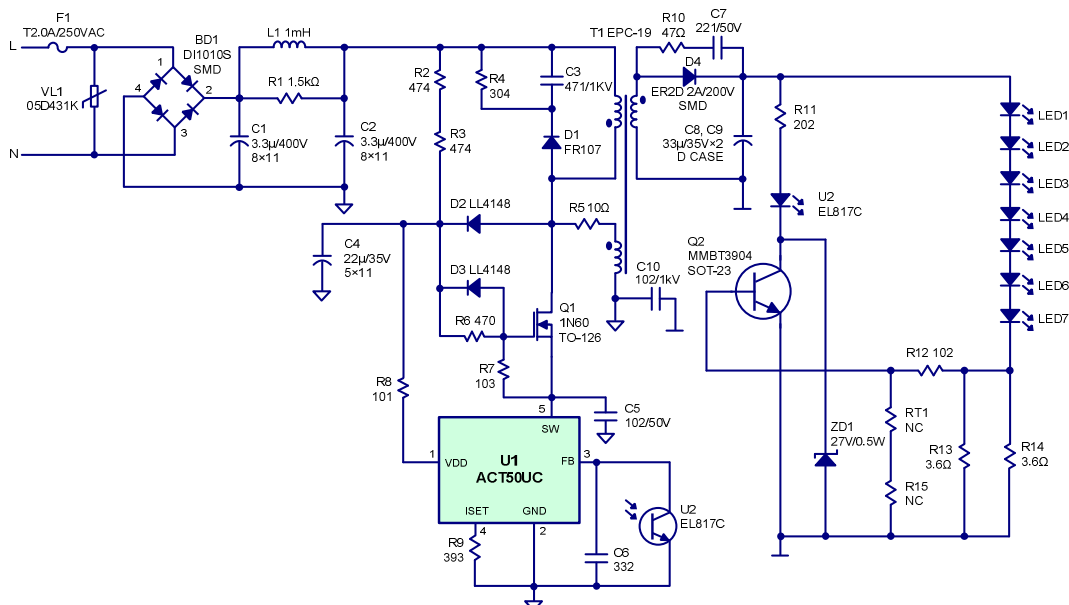 F1
T2.0A/250VAC
L
N
VL1
05D431K
BD1
DI1010S
SMD
1
2
3
4
L1 1mH
R1 1,5kΩ
C1
3.3µ/400V
8×11
C2
3.3µ/400V
8×11
R2
474
R3
474
R4
304
C3
471/1KV
D1
FR107
T1 EPC-19
R10
47Ω
C7
221/50V
D4
ER2D 2A/200V
SMD
C8, C9
33µ/35V×2
D CASE
R11
202
U2
EL817C
LED1
LED2
LED3
LED4
LED5
LED6
LED7
D2 LL4148
R5 10Ω
C4
22µ/35V
5×11
D3 LL4148
R6 470
Q1
1N60
TO-126
C10
102/1kV
Q2
MMBT3904
SOT-23
R7
103
R8
101
5
C5
102/50V
SW
1
VDD
U1
ACT50UC
FB
3
ISET
GND
4
2
R9
393
C6
332
U2
EL817C
ZD1
27V/0.5W
R12 102
RT1
NC
R15
NC
R13
3.6Ω
R14
3.6Ω